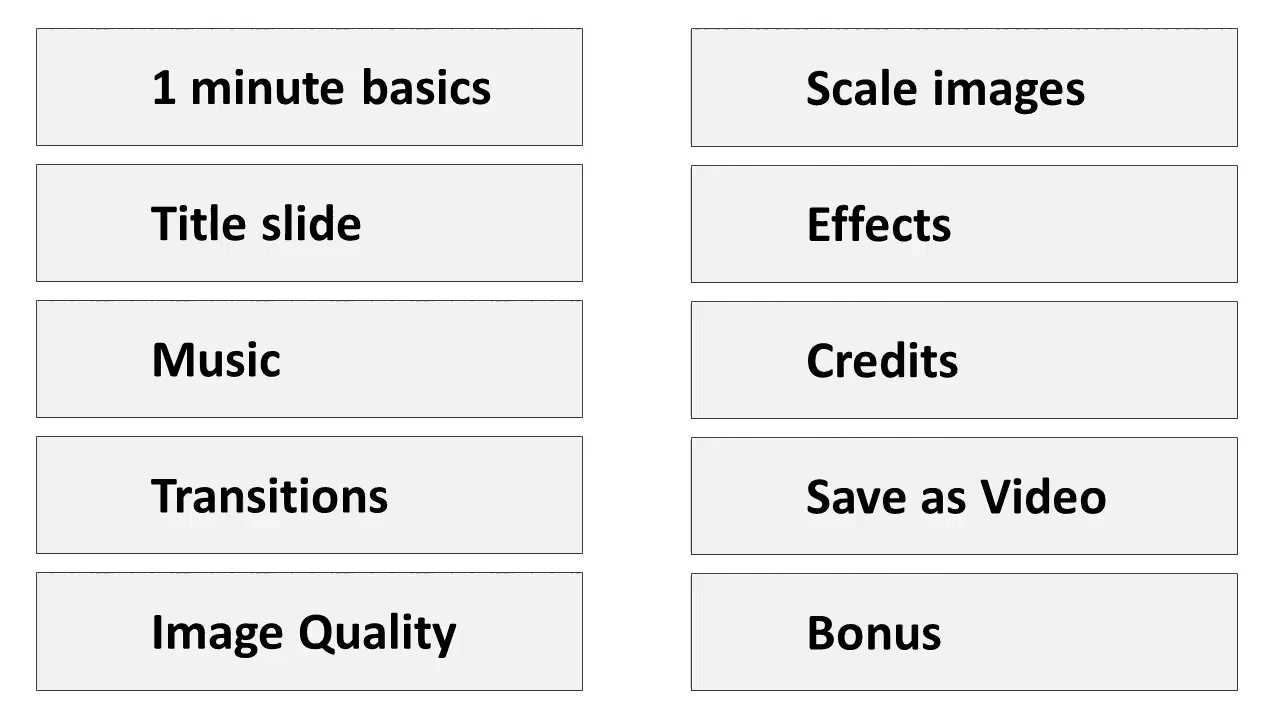 1 minute basics
Title slide
Music
Transitions
Image Quality
Scale images
Effects
Credits
Save as Video
Bonus